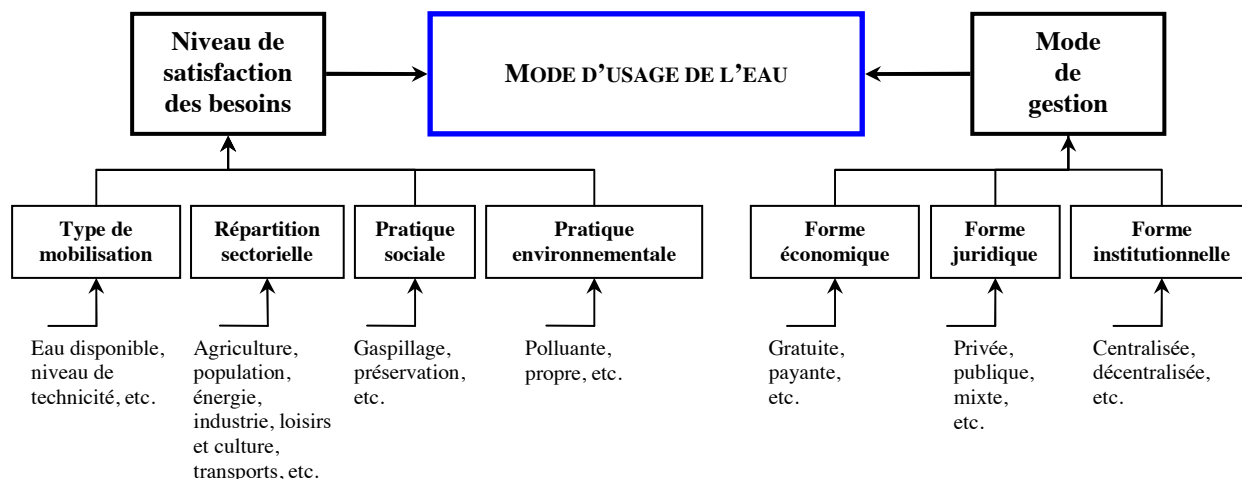 Niveau de
satisfaction
des besoins
MODE D'USAGE DE L'EAU
Mode
de
gestion
Type de
mobilisation
Répartition
sectorielle
Pratique
sociale
Pratique
environnementale
Forme
économique
Forme
juridique
Forme
institutionnelle
Eau disponible,
niveau de
technicité, etc.
Agriculture,
population,
énergie,
industrie, loisirs
et culture,
transports, etc.
Gaspillage,
préservation,
etc.
Polluante,
propre, etc.
Gratuite,
payante,
etc.
Privée,
publique,
mixte,
etc.
Centralisée,
décentralisée,
etc.